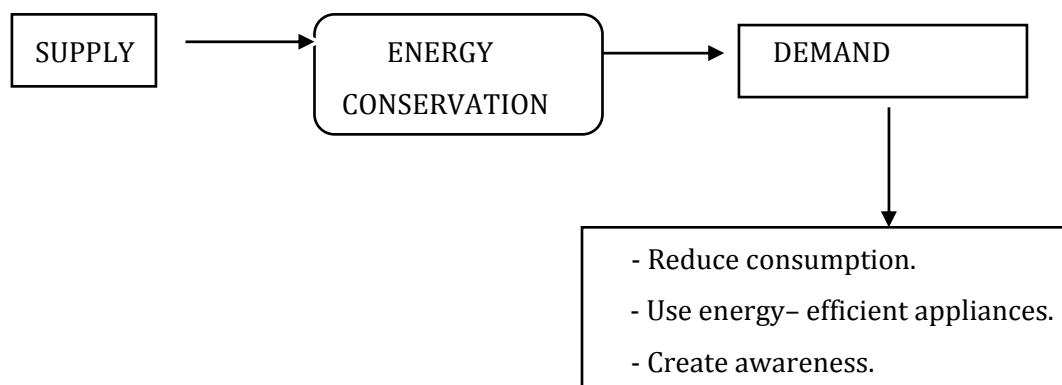 SUPPLY
ENERGY
CONSERVATION
DEMAND
- Reduce consumption.
- Use energy– efficient appliances.
- Create awareness.